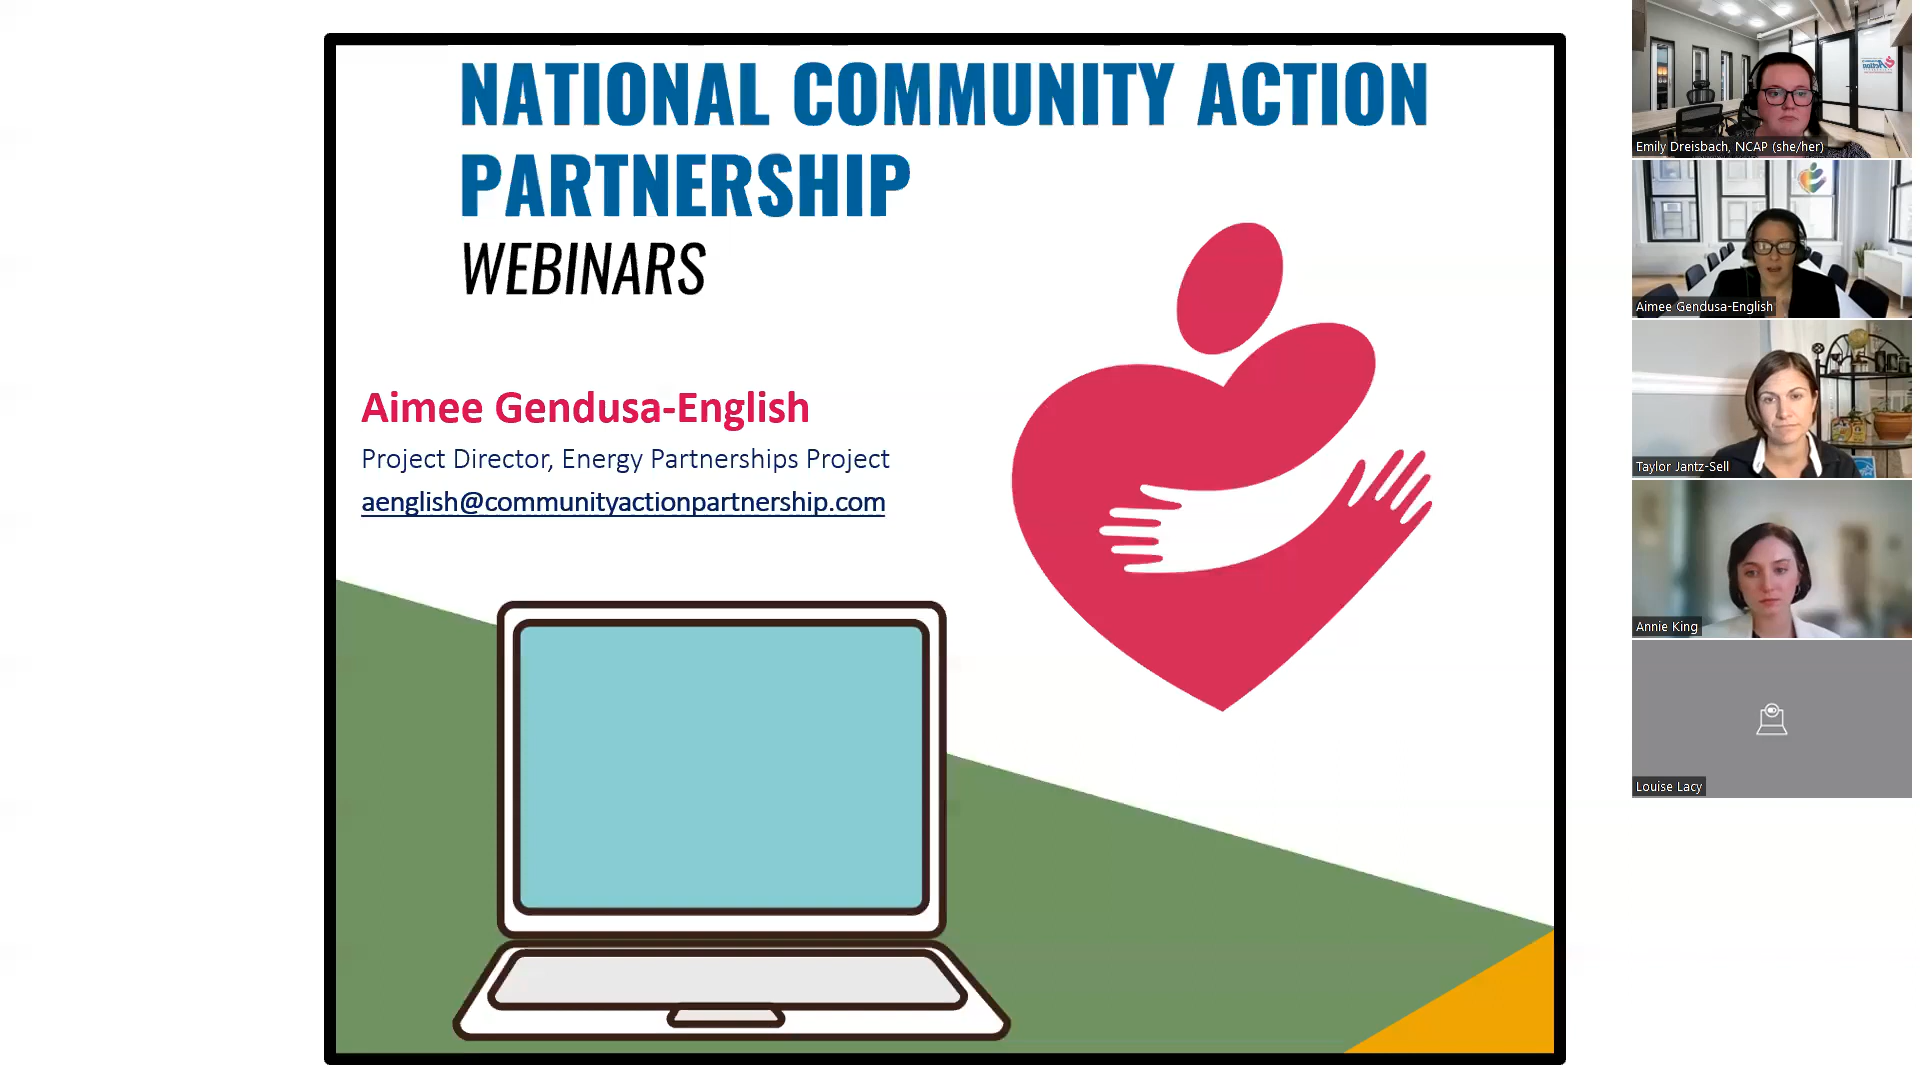 NATIONAL COMMUNITY ACTION
PARTNERSHIP
WEBINARS
Aimee Gendusa-English
Project Director, Energy Partnerships Project
aenglish@communityactionpartnership.com
Emily Dreisbach, NCAP (she/her)
Aimee Gendusa-English
Taylor Jantz-Sell
Annie King
Louise Lacy